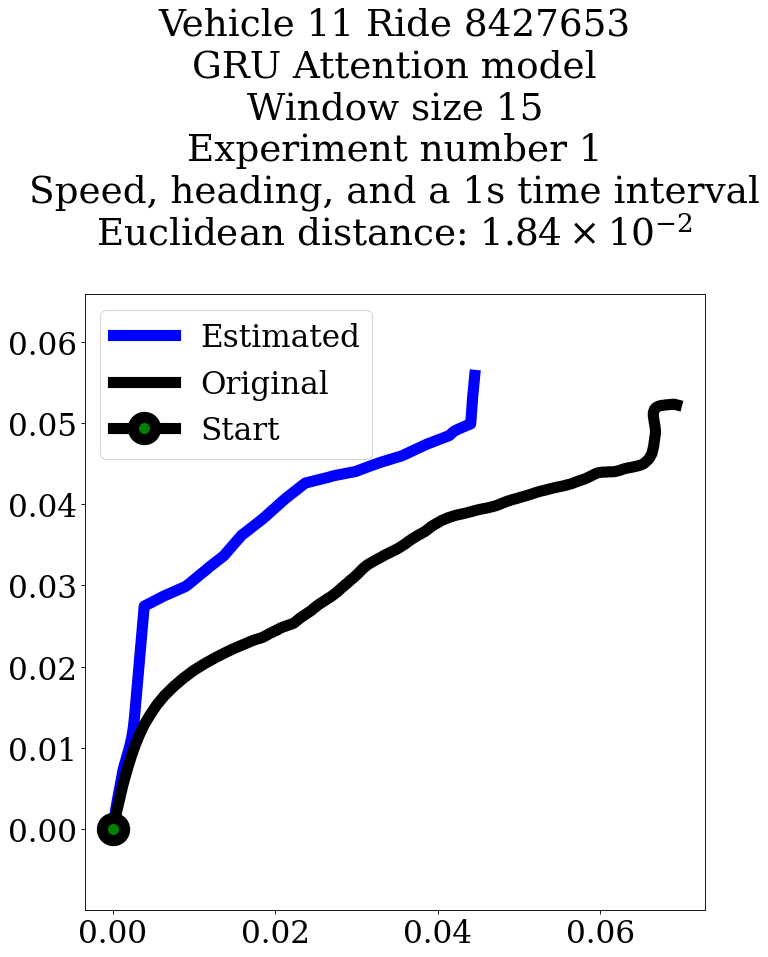 Vehicle 11 Ride 8427653
GRU Attention model
Window size 15
Experiment number 1
Speed, heading, and a 1s time interval
Euclidean distance: 1.84 × 10⁻²
Estimated
Original
Start
0.06
0.05
0.04
0.03
0.02
0.01
0.00
0.00 0.02 0.04 0.06